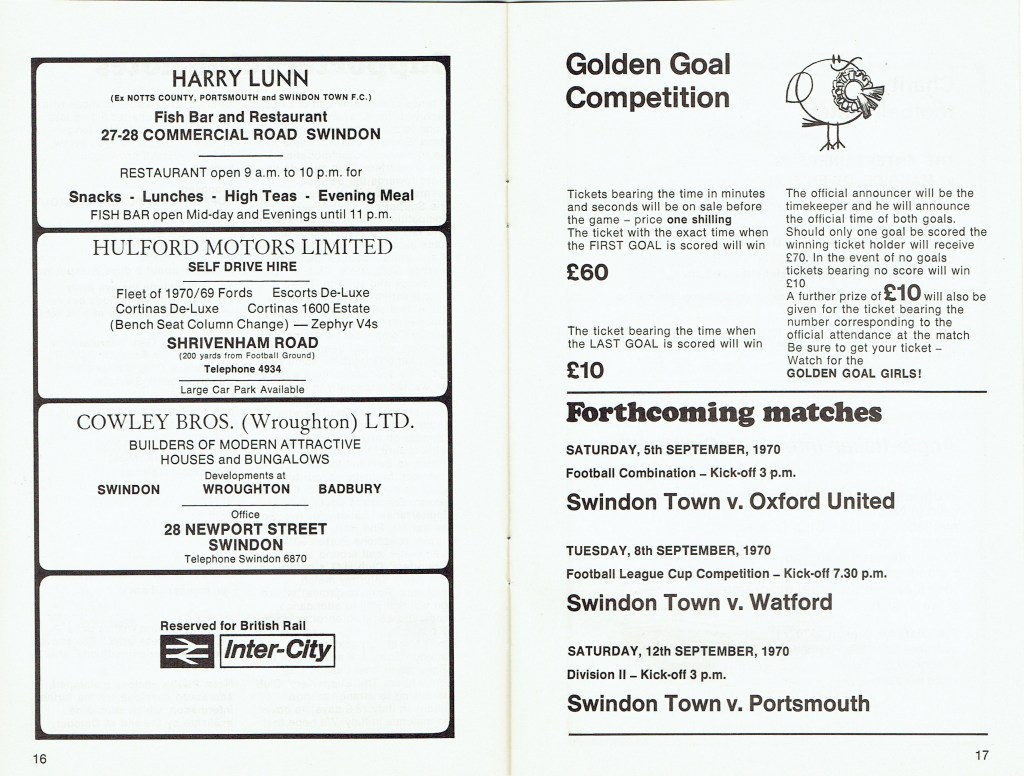 HARRY LUNN
(Ex NOTTS COUNTY, PORTSMOUTH and SWINDON TOWN F.C.)
Fish Bar and Restaurant
27-28 COMMERCIAL ROAD SWINDON
RESTAURANT open 9 a.m. to 10 p.m. for
Snacks - Lunches - High Teas - Evening Meal
FISH BAR open Mid-day and Evenings until 11 p.m.
HULFORD MOTORS LIMITED
SELF DRIVE HIRE
Fleet of 1970/69 Fords Escorts De-Luxe
Cortinas De-Luxe Cortinas 1600 Estate
(Bench Seat Column Change) — Zephyr V4s
SHRIVENHAM ROAD
(200 yards from Football Ground)
Telephone 4934
Large Car Park Available
COWLEY BROS. (Wroughton) LTD.
BUILDERS OF MODERN ATTRACTIVE
HOUSES and BUNGALOWS
Developments at
SWINDON WROUGHTON BADBURY
Office
28 NEWPORT STREET
SWINDON
Telephone Swindon 6870
Reserved for British Rail
Inter-City
16
Golden Goal
Competition
Tickets bearing the time in minutes
and seconds will be on sale before
the game – price one shilling
The ticket with the exact time when
the FIRST GOAL is scored will win
£60
The ticket bearing the time when
the LAST GOAL is scored will win
£10
The official announcer will be the
timekeeper and he will announce
the official time of both goals.
Should only one goal be scored the
winning ticket holder will receive
£70. In the event of no goals
tickets bearing no score will win
£10
A further prize of £10 will also be
given for the ticket bearing the
number corresponding to the
official attendance at the match
Be sure to get your ticket –
Watch for the
GOLDEN GOAL GIRLS!
Forthcoming matches
SATURDAY, 5th SEPTEMBER, 1970
Football Combination – Kick-off 3 p.m.
Swindon Town v. Oxford United
TUESDAY, 8th SEPTEMBER, 1970
Football League Cup Competition – Kick-off 7.30 p.m.
Swindon Town v. Watford
SATURDAY, 12th SEPTEMBER, 1970
Division II – Kick-off 3 p.m.
Swindon Town v. Portsmouth
17